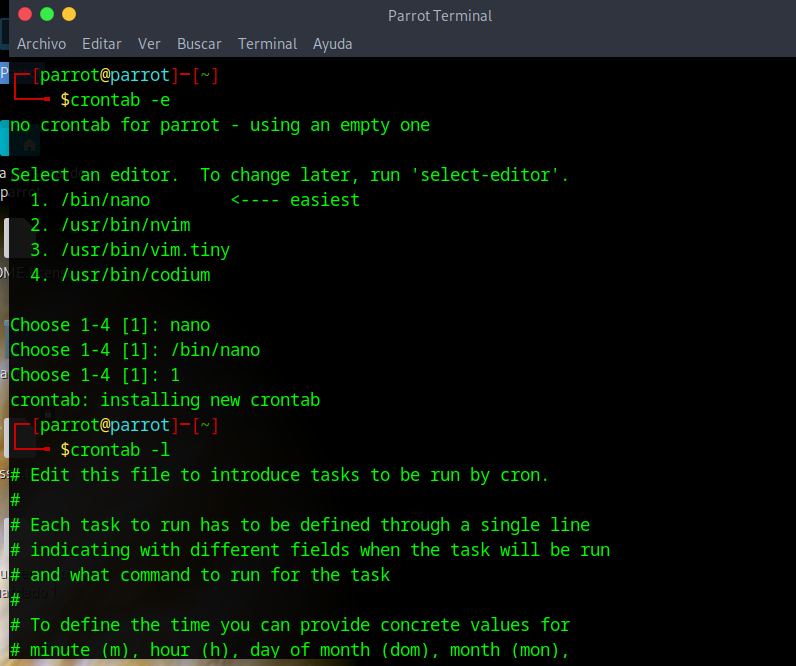 Parrot Terminal
Archivo Editar Ver Buscar Terminal Ayuda
[parrot@parrot]─[~]
$crontab -e
no crontab for parrot - using an empty one
Select an editor.  To change later, run 'select-editor'.
1. /bin/nano        <---- easiest
2. /usr/bin/nvim
3. /usr/bin/vim.tiny
4. /usr/bin/codium
Choose 1-4 [1]: nano
Choose 1-4 [1]: /bin/nano
Choose 1-4 [1]: 1
crontab: installing new crontab
[parrot@parrot]─[~]
$crontab -l
# Edit this file to introduce tasks to be run by cron.
#
# Each task to run has to be defined through a single line
# indicating with different fields when the task will be run
# and what command to run for the task
#
# To define the time you can provide concrete values for
# minute (m), hour (h), day of month (dom), month (mon),